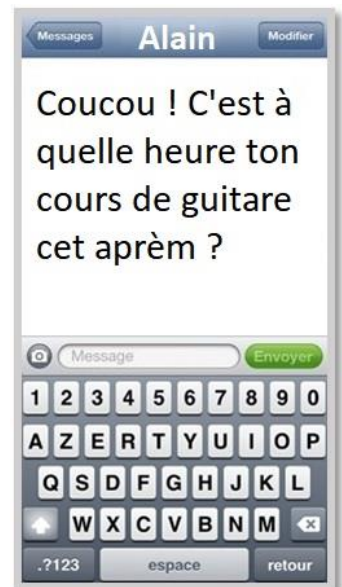 Messages Alain Modifier
Coucou ! C'est à
quelle heure ton
cours de guitare
cet aprèm ?
Message Envoyer
1 2 3 4 5 6 7 8 9 0
A Z E R T Y U I O P
Q S D F G H J K L
W X C V B N M
.?123 espace retour